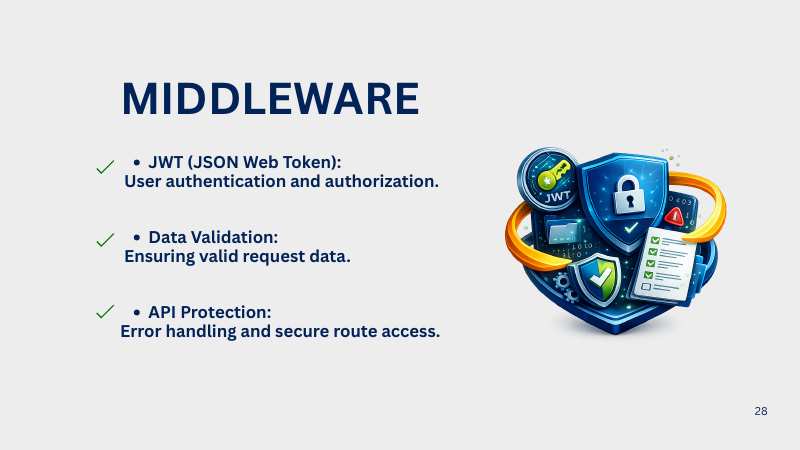 MIDDLEWARE
• JWT (JSON Web Token):
User authentication and authorization.
• Data Validation:
Ensuring valid request data.
• API Protection:
Error handling and secure route access.
JWT
28